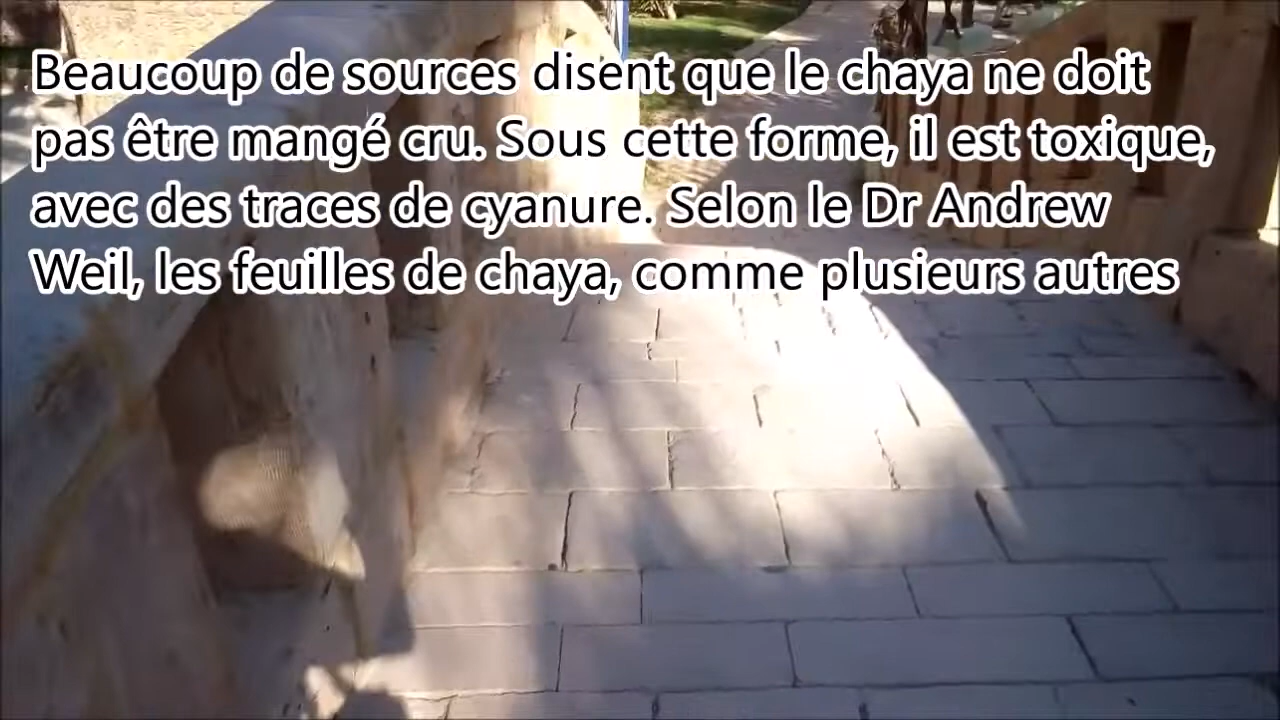 Beaucoup de sources disent que le chaya ne doit
pas être mangé cru. Sous cette forme, il est toxique,
avec des traces de cyanure. Selon le Dr Andrew
Weil, les feuilles de chaya, comme plusieurs autres